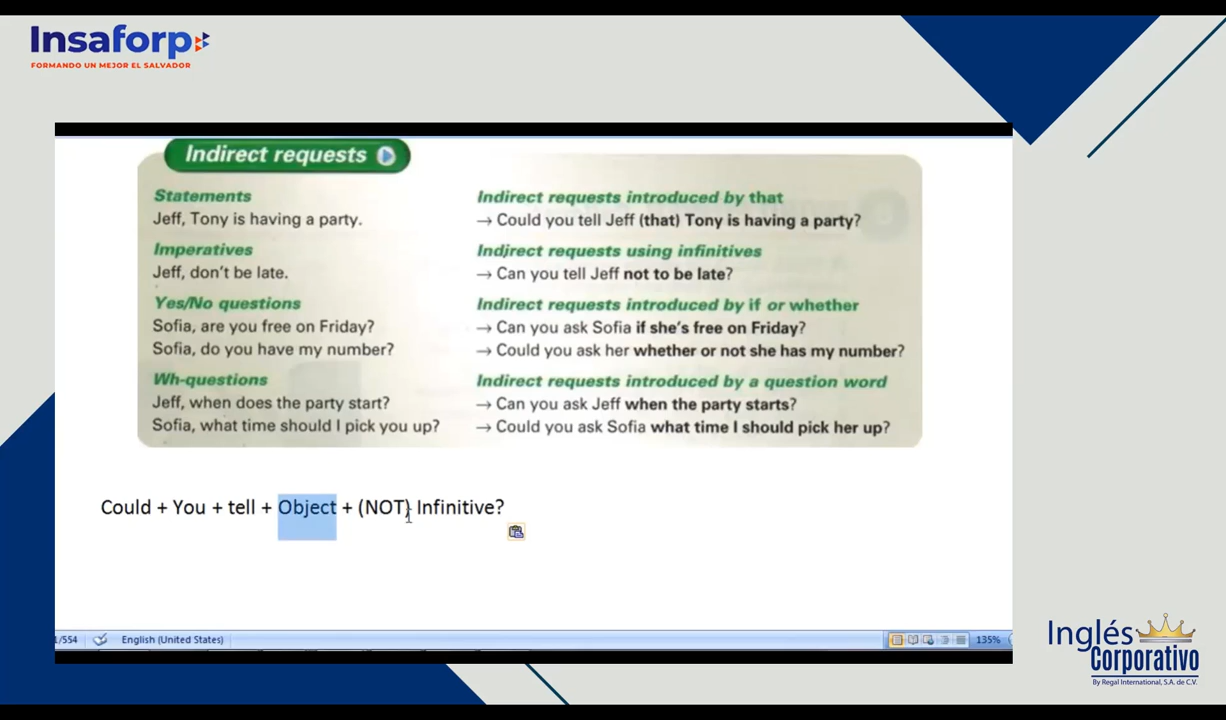 Insaforp
FORMANDO UN MEJOR EL SALVADOR
Indirect requests
Statements
Jeff, Tony is having a party.
Imperatives
Jeff, don't be late.
Yes/No questions
Sofia, are you free on Friday?
Sofia, do you have my number?
Wh-questions
Jeff, when does the party start?
Sofia, what time should I pick you up?
Indirect requests introduced by that
→ Could you tell Jeff (that) Tony is having a party?
Indirect requests using infinitives
→ Can you tell Jeff not to be late?
Indirect requests introduced by if or whether
→ Can you ask Sofia if she's free on Friday?
→ Could you ask her whether or not she has my number?
Indirect requests introduced by a question word
→ Can you ask Jeff when the party starts?
→ Could you ask Sofia what time I should pick her up?
Could + You + tell + Object + (NOT) Infinitive?
/554 English (United States) 135%
Inglés
Corporativo
By Regal International, S.A. de C.V.